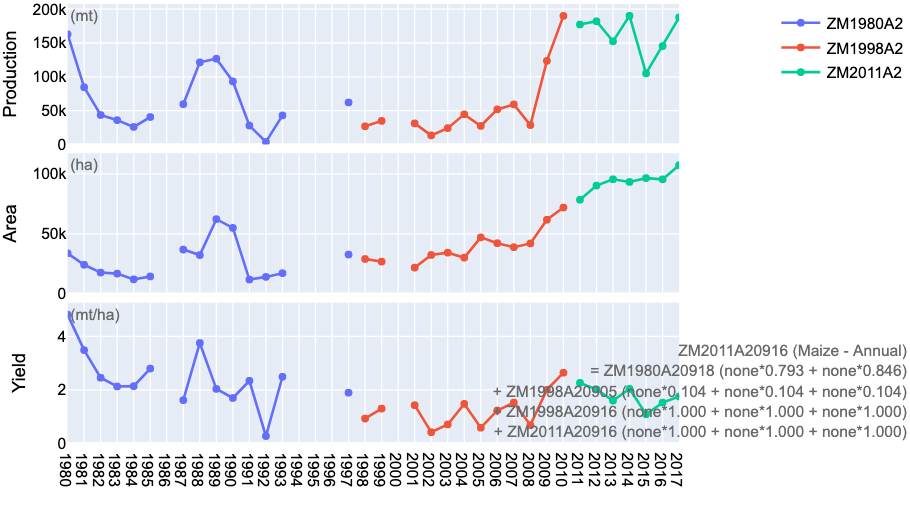 200k
(mt)
150k
100k
50k
0
Production
ZM1980A2
ZM1998A2
ZM2011A2
(ha)
100k
50k
0
Area
(mt/ha)
4
2
0
Yield
ZM2011A20916 (Maize - Annual)
= ZM1980A20918 (none*0.793 + none*0.846)
+ ZM1998A20905 (none*0.104 + none*0.104 + none*0.104)
+ ZM1998A20916 (none*1.000 + none*1.000 + none*1.000)
+ ZM2011A20916 (none*1.000 + none*1.000 + none*1.000)
1980
1981
1982
1983
1984
1985
1986
1987
1988
1989
1990
1991
1992
1993
1994
1995
1996
1997
1998
1999
2000
2001
2002
2003
2004
2005
2006
2007
2008
2009
2010
2011
2012
2013
2014
2015
2016
2017